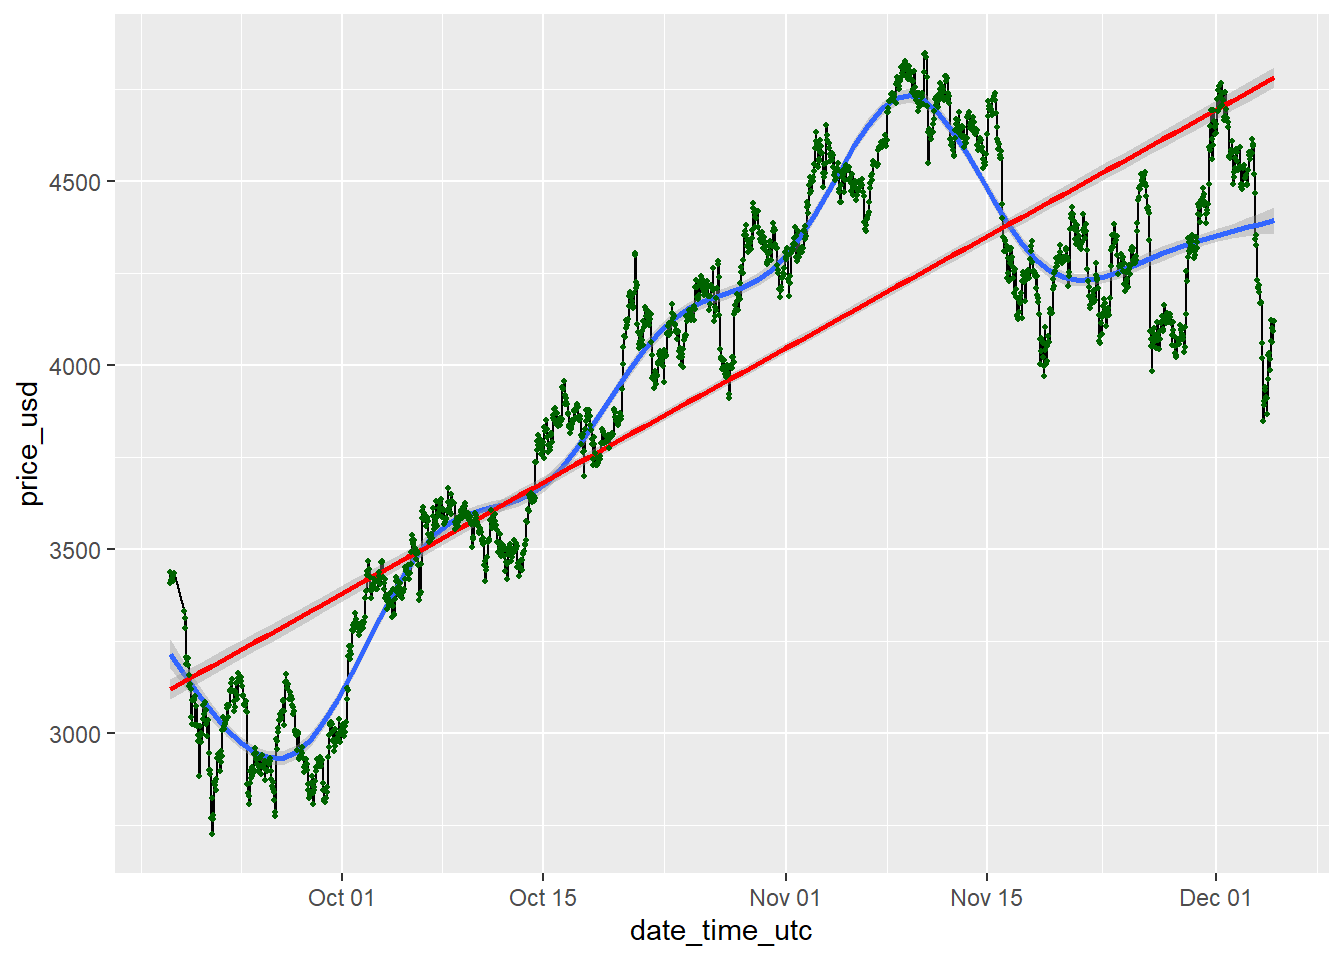 4500
4000
3500
3000
price_usd
Oct 01
Oct 15
Nov 01
Nov 15
Dec 01
date_time_utc